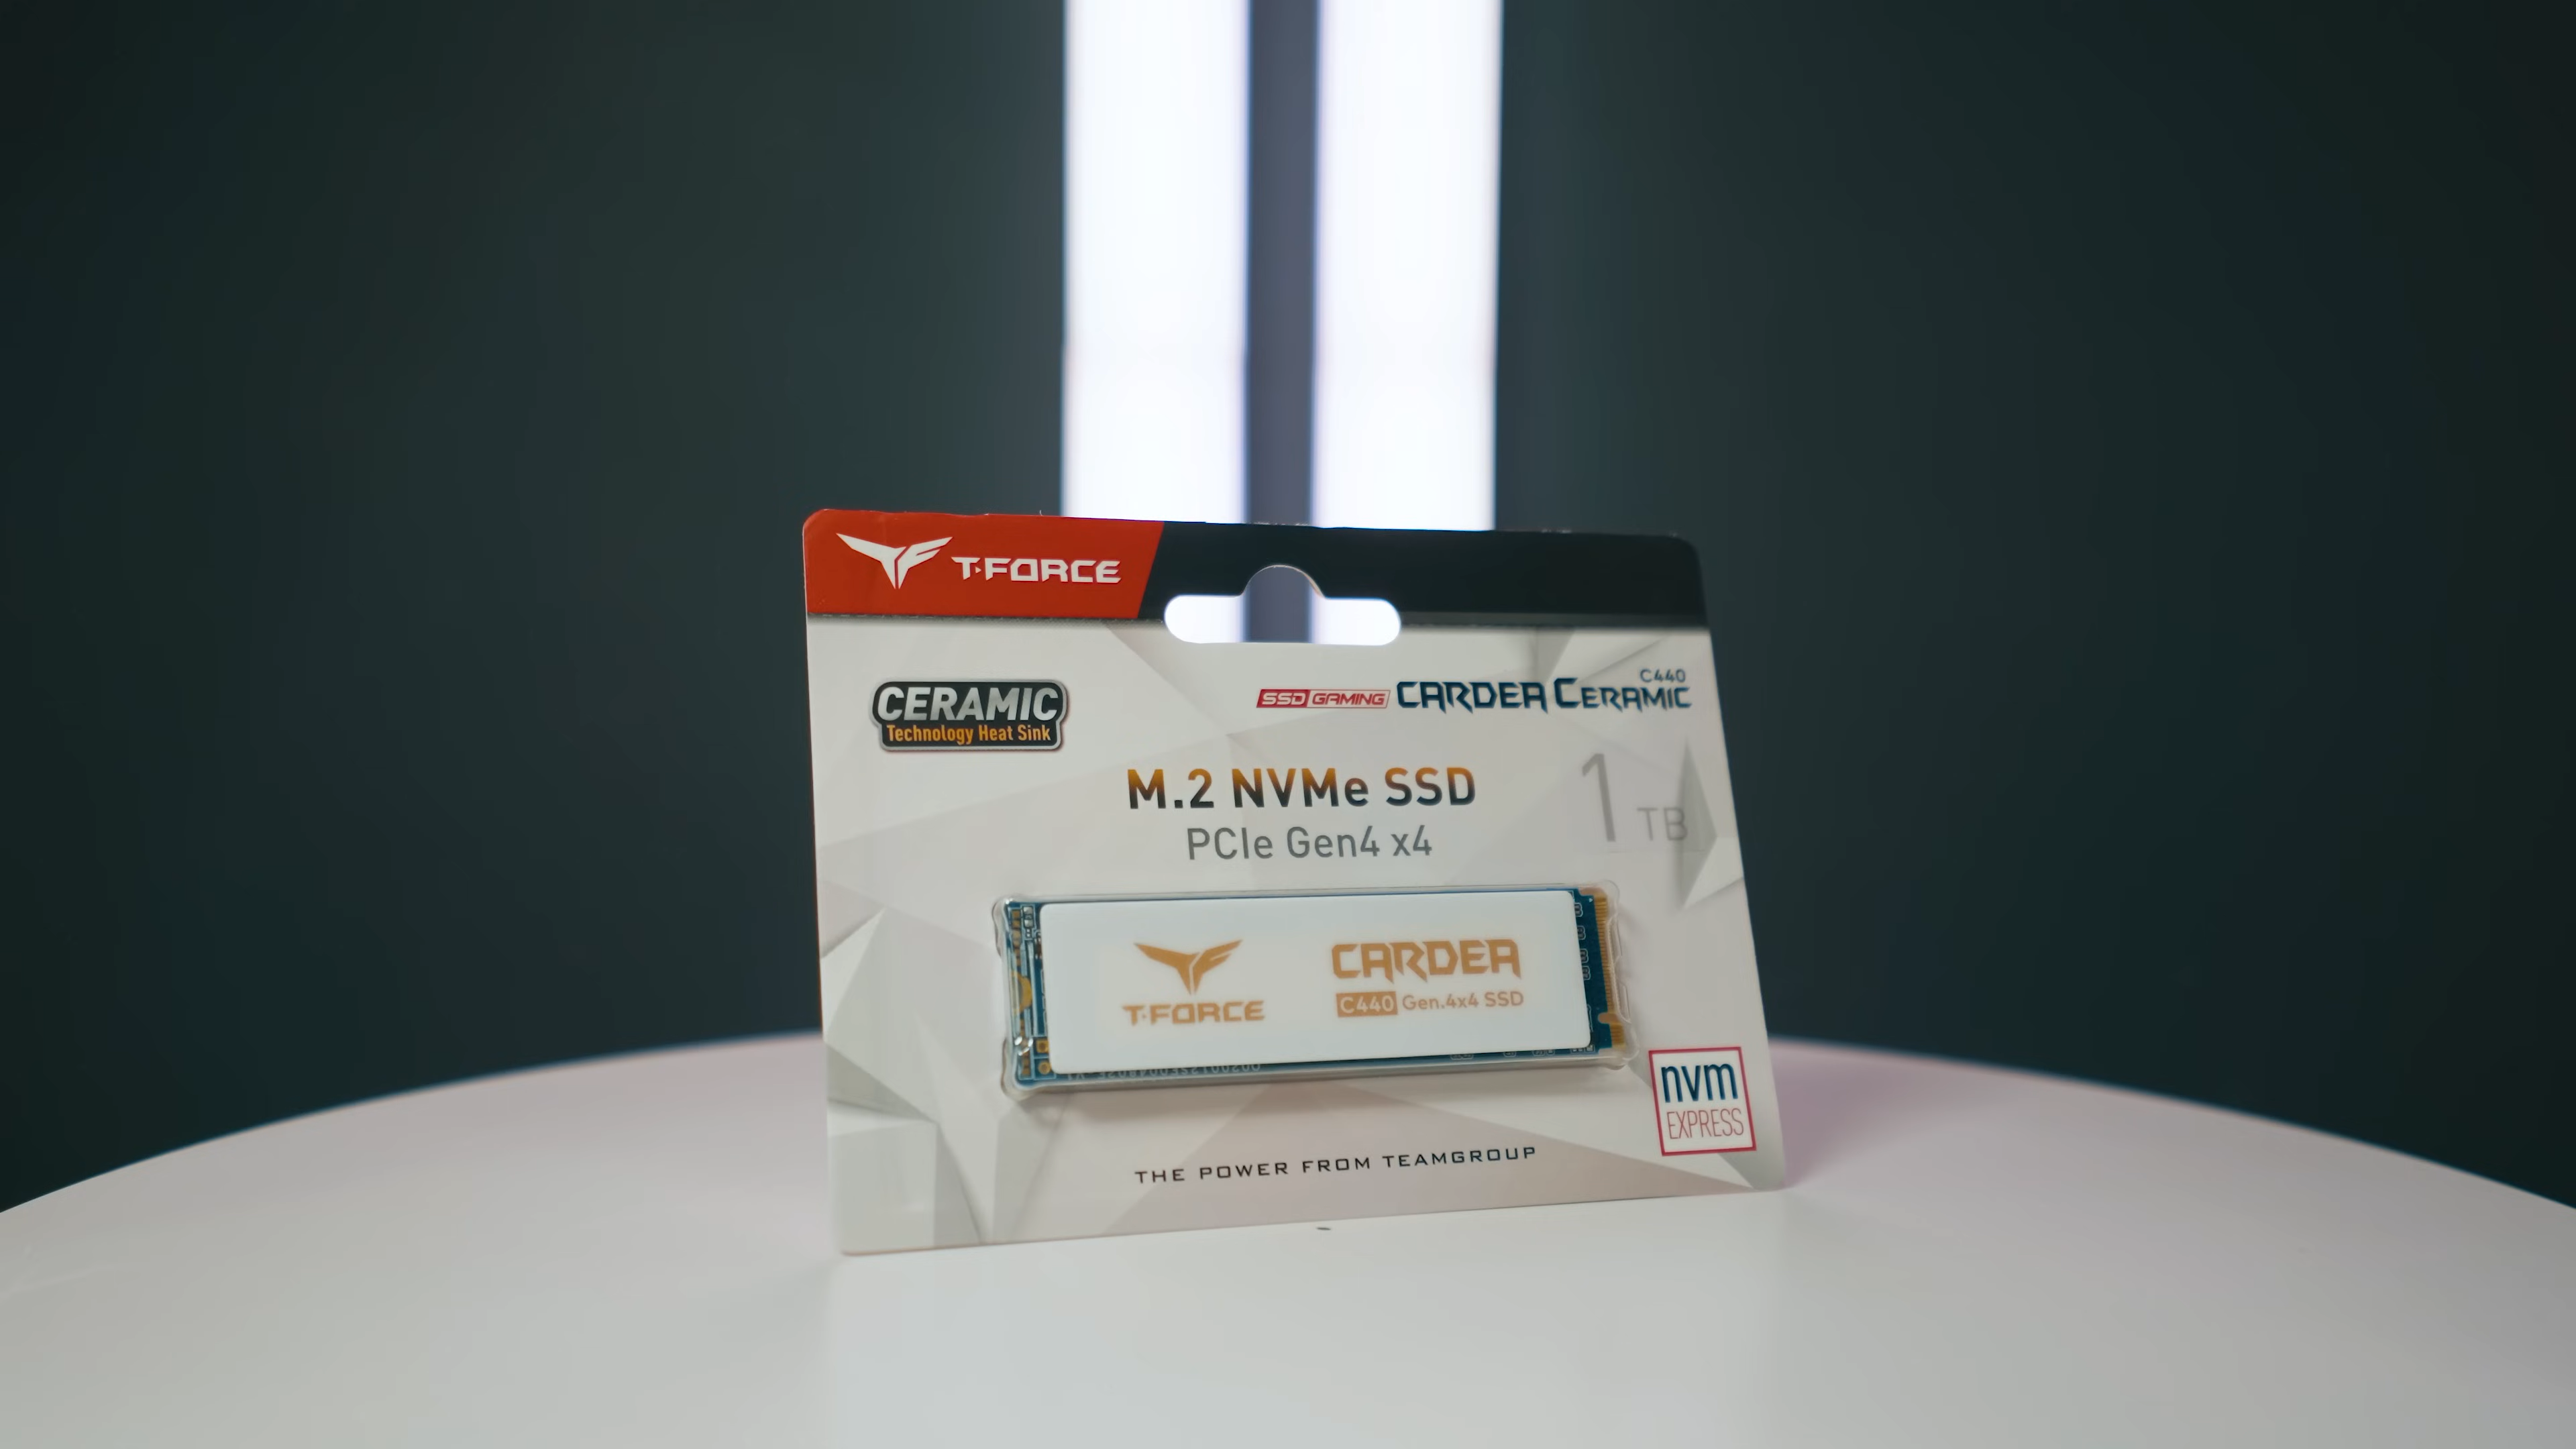 T-FORCE
CERAMIC
Technology Heat Sink
SSD GAMING CARDEA CERAMIC C440
M.2 NVMe SSD
PCIe Gen4 x4
1 TB
T-FORCE
CARDEA
C440 Gen.4x4 SSD
nvm
EXPRESS
THE POWER FROM TEAMGROUP